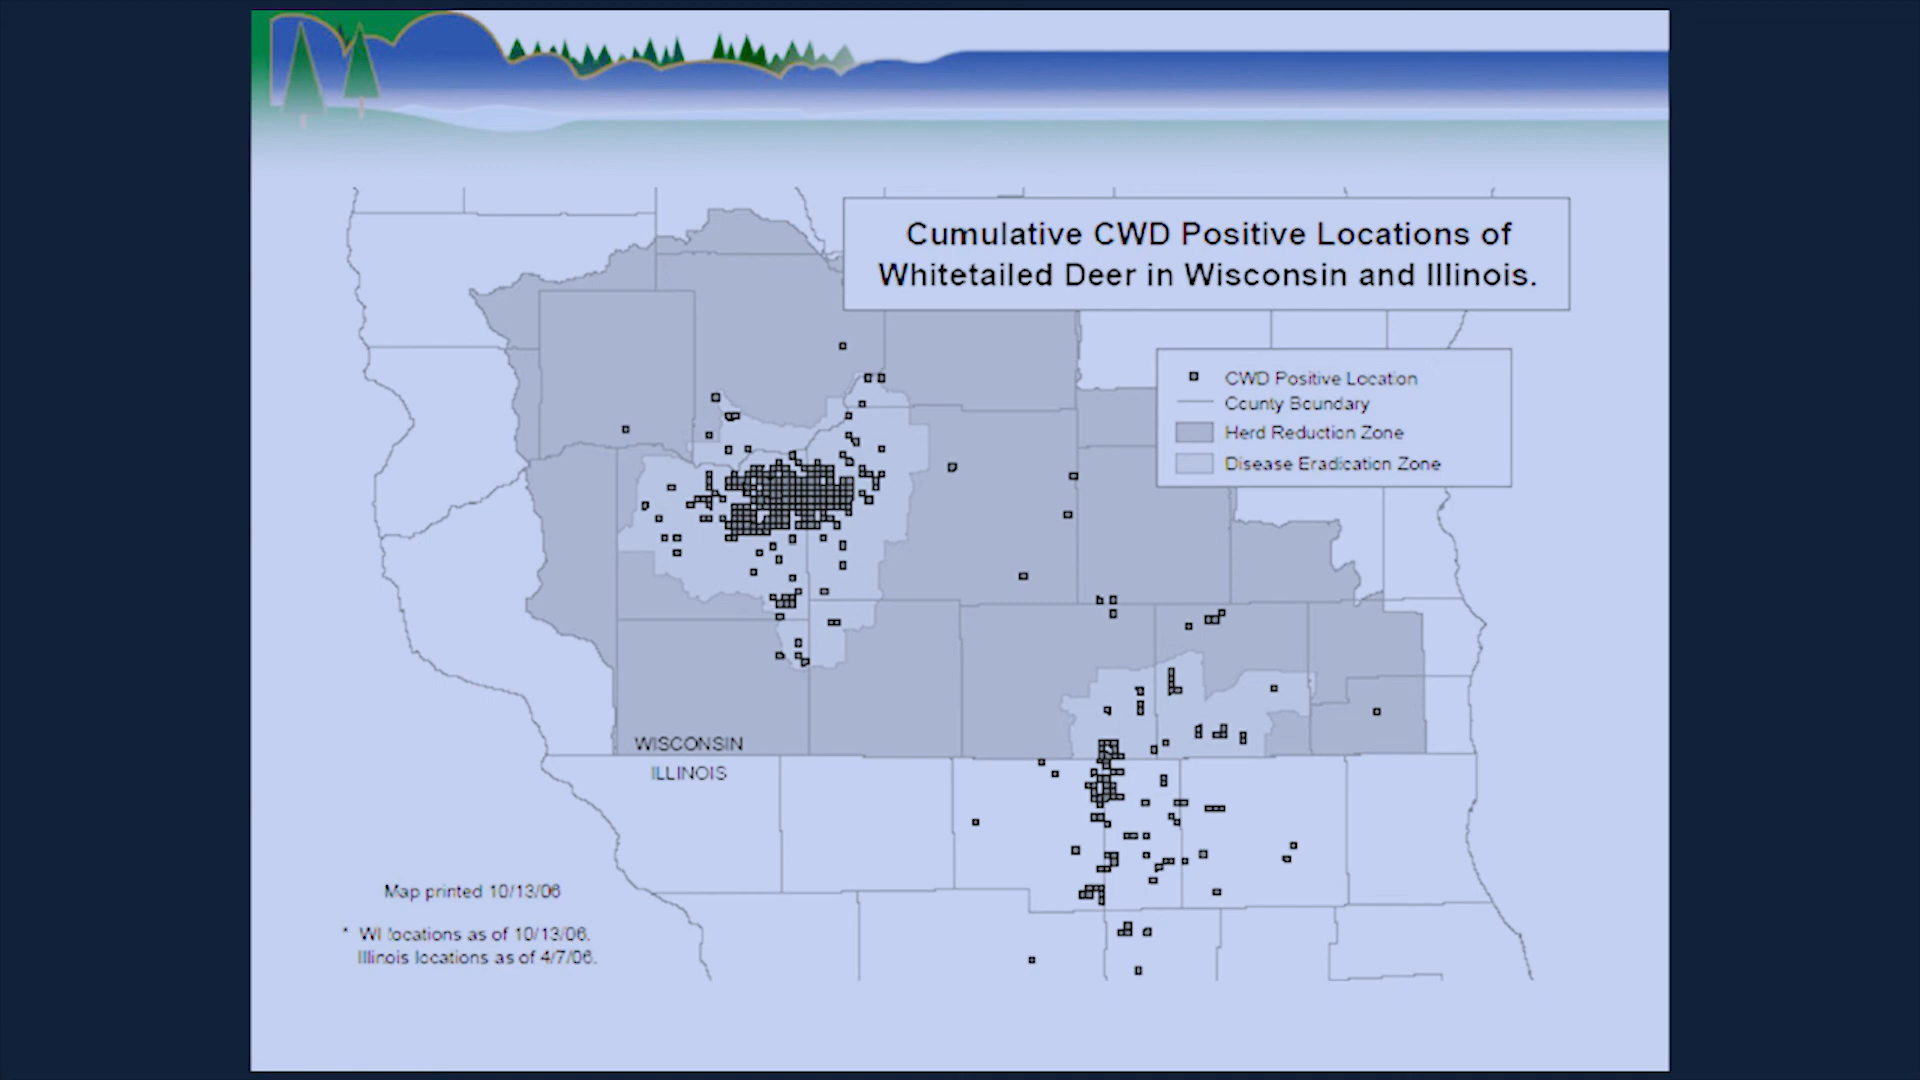 Cumulative CWD Positive Locations of
Whitetailed Deer in Wisconsin and Illinois.
CWD Positive Location
County Boundary
Herd Reduction Zone
Disease Eradication Zone
WISCONSIN
ILLINOIS
Map printed 10/13/06
* WI locations as of 10/13/06.
Illinois locations as of 4/7/06.